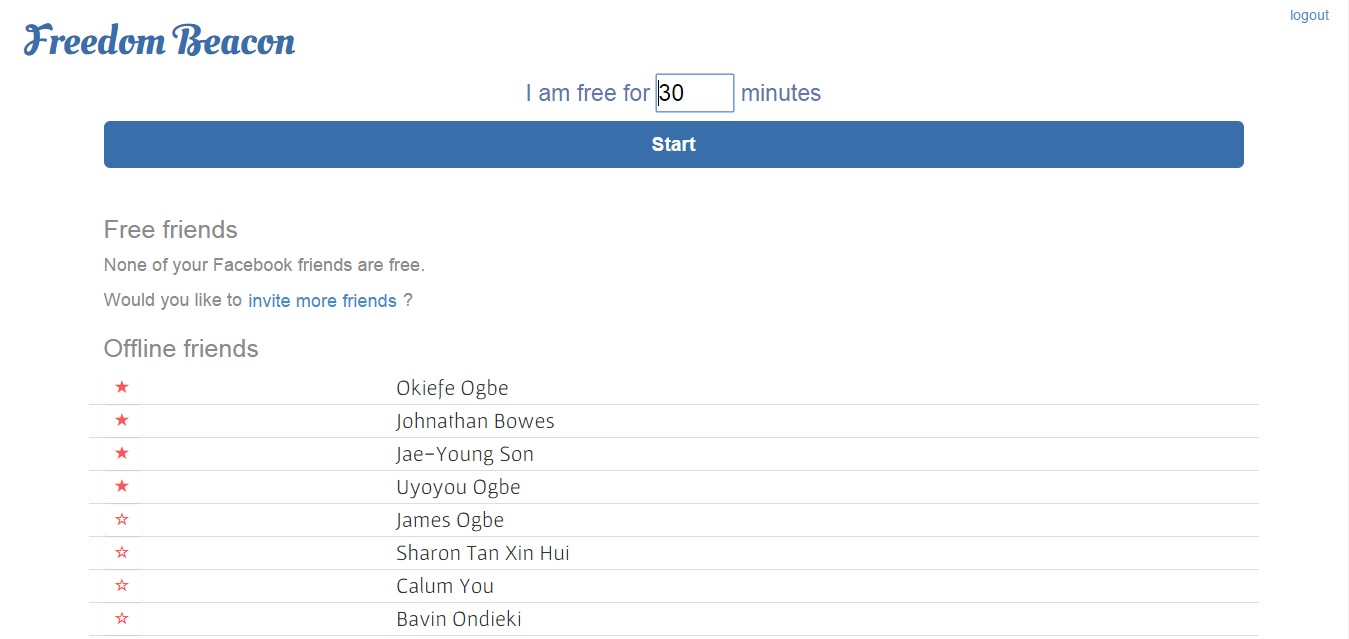 logout
Freedom Beacon
I am free for 30 minutes
Start
Free friends
None of your Facebook friends are free.
Would you like to invite more friends ?
Offline friends
★ Okiefe Ogbe
★ Johnathan Bowes
★ Jae-Young Son
★ Uyoyou Ogbe
☆ James Ogbe
☆ Sharon Tan Xin Hui
☆ Calum You
☆ Bavin Ondieki